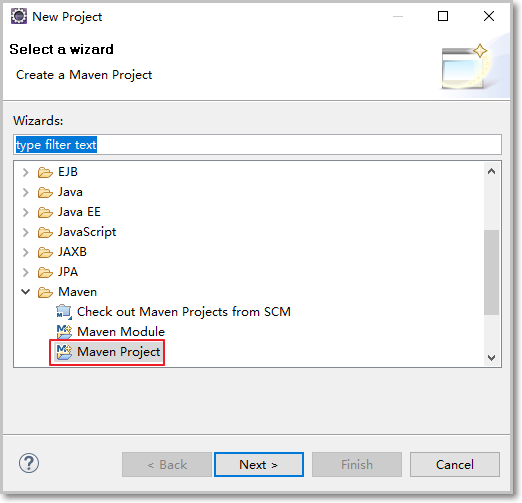 New Project
Select a wizard
Create a Maven Project
Wizards:
type filter text
EJB
Java
Java EE
JavaScript
JAXB
JPA
Maven
Check out Maven Projects from SCM
Maven Module
Maven Project
? < Back Next > Finish Cancel